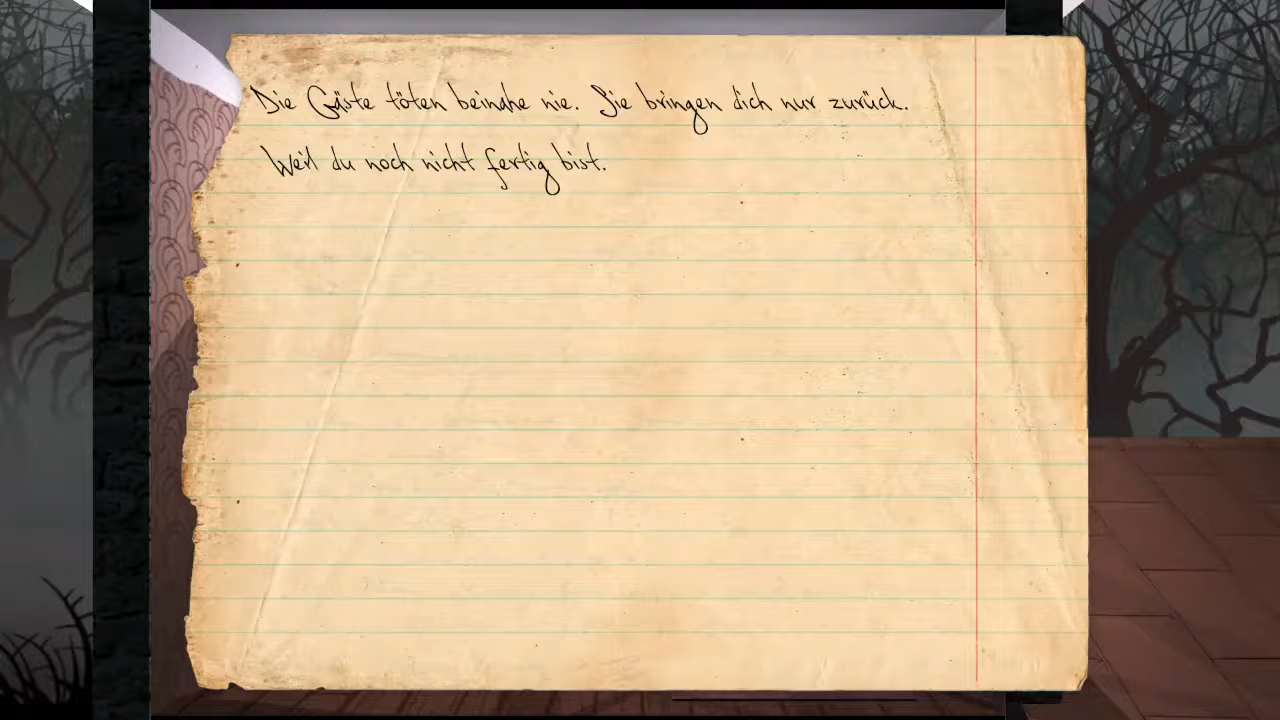 Die Gäste töten beinahe nie. Sie bringen dich nur zurück.
Weil du noch nicht fertig bist.